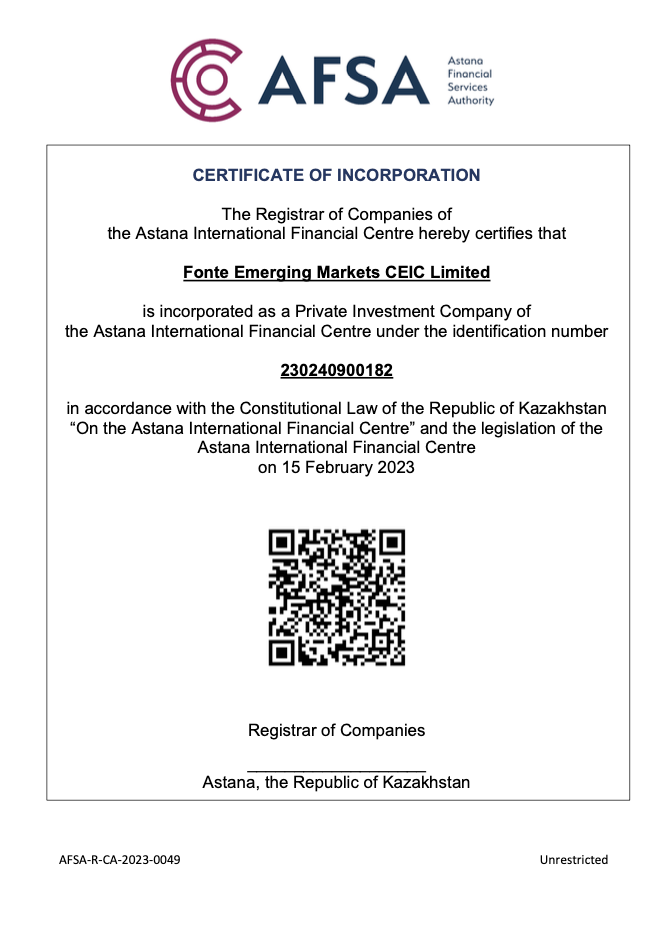 AFSA
Astana
Financial
Services
Authority
CERTIFICATE OF INCORPORATION
The Registrar of Companies of
the Astana International Financial Centre hereby certifies that
Fonte Emerging Markets CEIC Limited
is incorporated as a Private Investment Company of
the Astana International Financial Centre under the identification number
230240900182
in accordance with the Constitutional Law of the Republic of Kazakhstan
“On the Astana International Financial Centre” and the legislation of the
Astana International Financial Centre
on 15 February 2023
Registrar of Companies
Astana, the Republic of Kazakhstan
AFSA-R-CA-2023-0049
Unrestricted